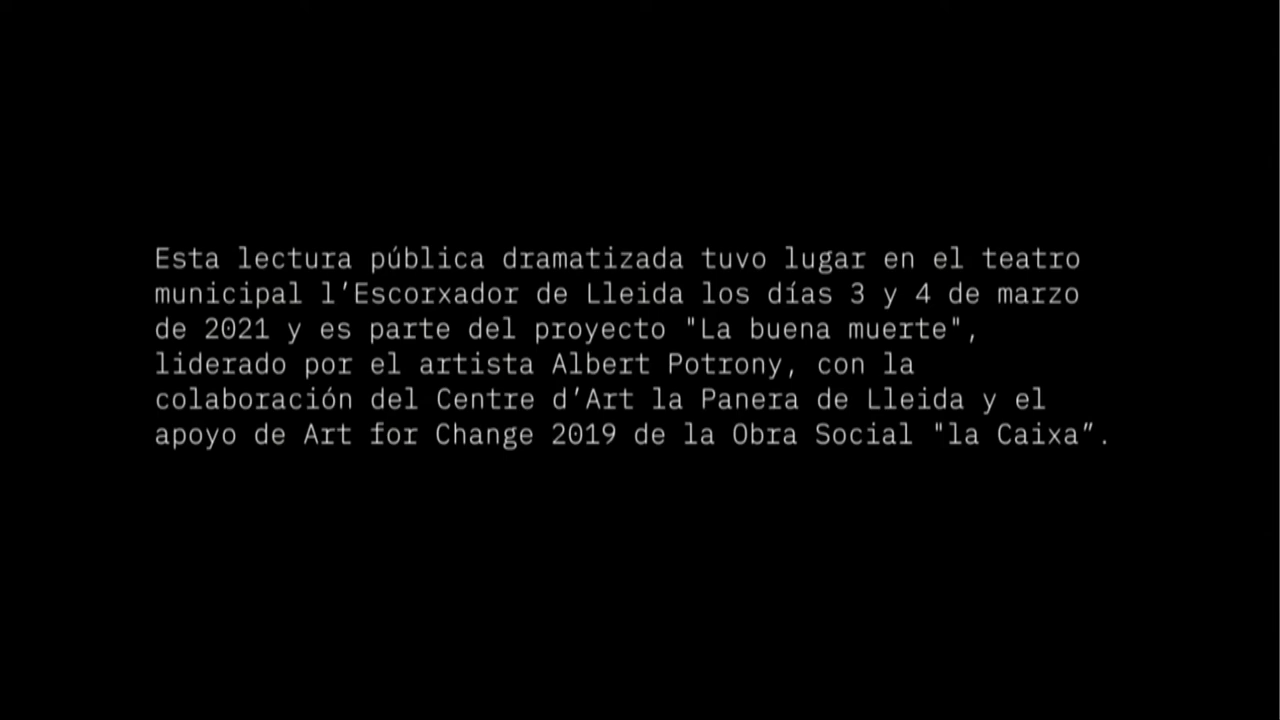 Esta lectura pública dramatizada tuvo lugar en el teatro
municipal l’Escorxador de Lleida los días 3 y 4 de marzo
de 2021 y es parte del proyecto "La buena muerte",
liderado por el artista Albert Potrony, con la
colaboración del Centre d’Art la Panera de Lleida y el
apoyo de Art for Change 2019 de la Obra Social "la Caixa”.